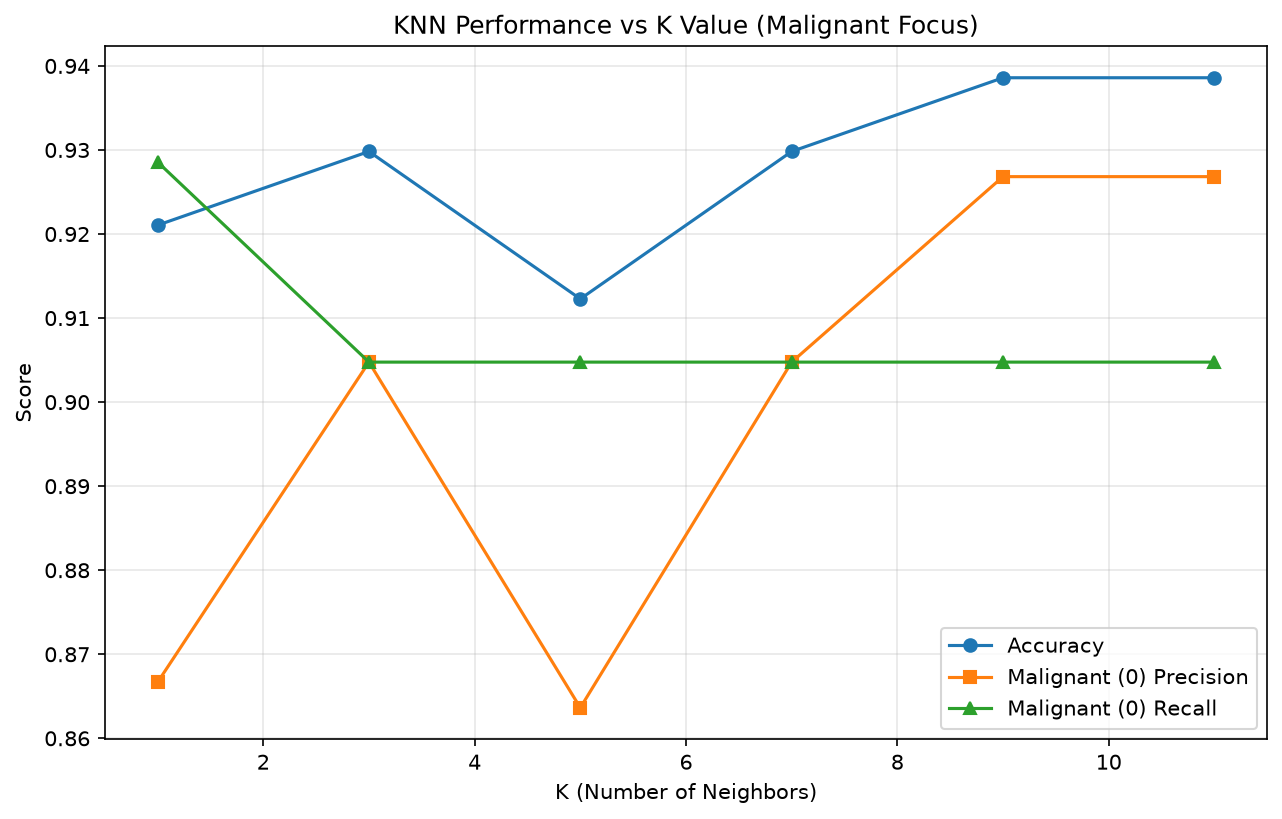 KNN Performance vs K Value (Malignant Focus)
0.94
0.93
0.92
0.91
0.90
0.89
0.88
0.87
0.86
Score
2
4
6
8
10
K (Number of Neighbors)
Accuracy
Malignant (0) Precision
Malignant (0) Recall